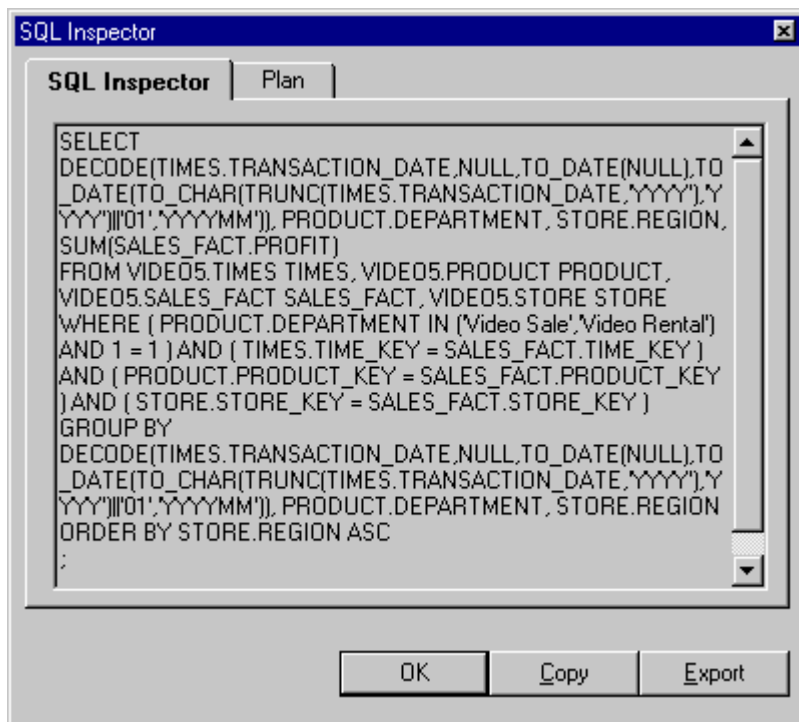 SQL Inspector
SQL Inspector
Plan
SELECT
DECODE(TIMES.TRANSACTION_DATE,NULL,TO_DATE(NULL),TO
_DATE(TO_CHAR(TRUNC(TIMES.TRANSACTION_DATE,'YYYY'),'Y
YYY')||'01','YYYYMM')), PRODUCT.DEPARTMENT, STORE.REGION,
SUM(SALES_FACT.PROFIT)
FROM VIDEO5.TIMES TIMES, VIDEO5.PRODUCT PRODUCT,
VIDEO5.SALES_FACT SALES_FACT, VIDEO5.STORE STORE
WHERE ( PRODUCT.DEPARTMENT IN ('Video Sale','Video Rental')
AND 1 = 1 ) AND ( TIMES.TIME_KEY = SALES_FACT.TIME_KEY )
AND ( PRODUCT.PRODUCT_KEY = SALES_FACT.PRODUCT_KEY
) AND ( STORE.STORE_KEY = SALES_FACT.STORE_KEY )
GROUP BY
DECODE(TIMES.TRANSACTION_DATE,NULL,TO_DATE(NULL),TO
_DATE(TO_CHAR(TRUNC(TIMES.TRANSACTION_DATE,'YYYY'),'Y
YYY')||'01','YYYYMM')), PRODUCT.DEPARTMENT, STORE.REGION
ORDER BY STORE.REGION ASC
;
OK
Copy
Export